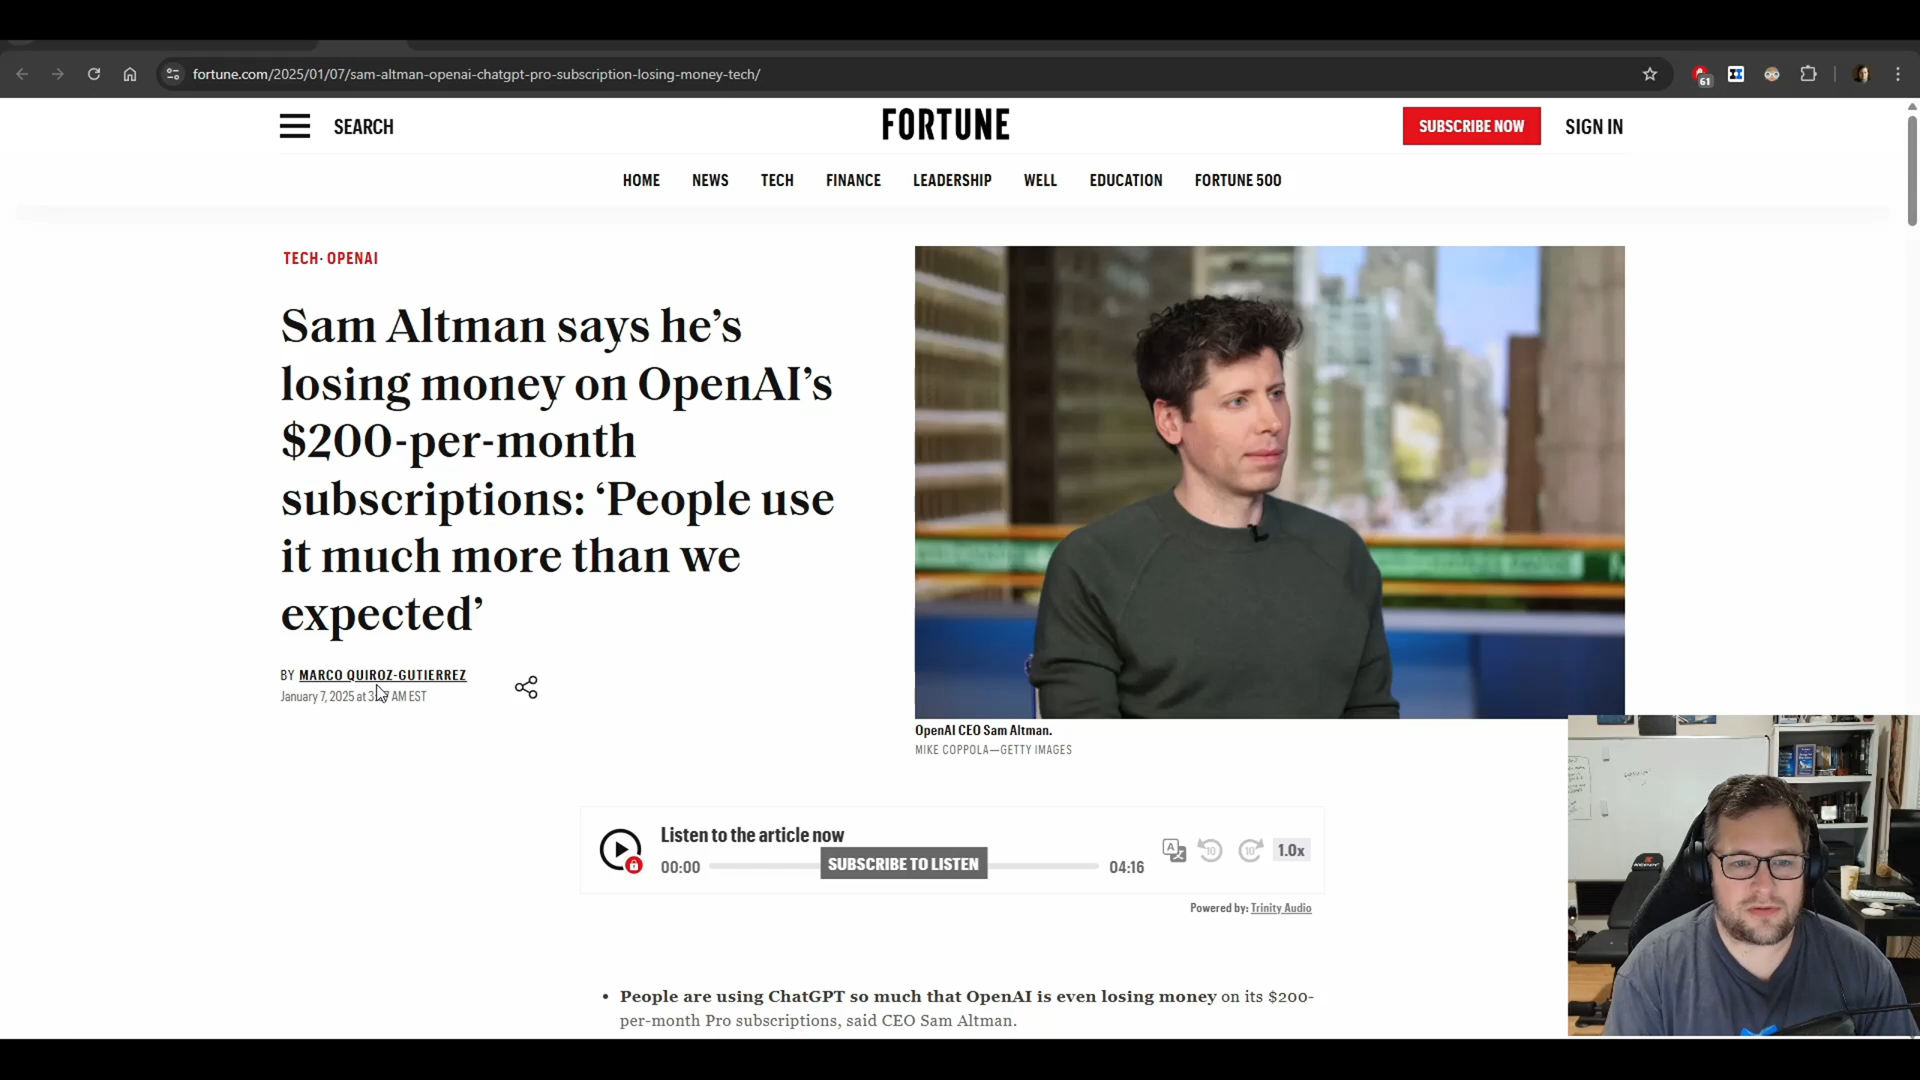 fortune.com/2025/01/07/sam-altman-openai-chatgpt-pro-subscription-losing-money-tech/
61
SEARCH
FORTUNE
SUBSCRIBE NOW
SIGN IN
HOME NEWS TECH FINANCE LEADERSHIP WELL EDUCATION FORTUNE 500
TECH· OPENAI
Sam Altman says he’s
losing money on OpenAI’s
$200-per-month
subscriptions: ‘People use
it much more than we
expected’
BY MARCO QUIROZ-GUTIERREZ
January 7, 2025 at AM EST
OpenAI CEO Sam Altman.
MIKE COPPOLA—GETTY IMAGES
Listen to the article now
00:00
SUBSCRIBE TO LISTEN
04:16
10
10
1.0x
Powered by: Trinity Audio
• People are using ChatGPT so much that OpenAI is even losing money on its $200-
per-month Pro subscriptions, said CEO Sam Altman.